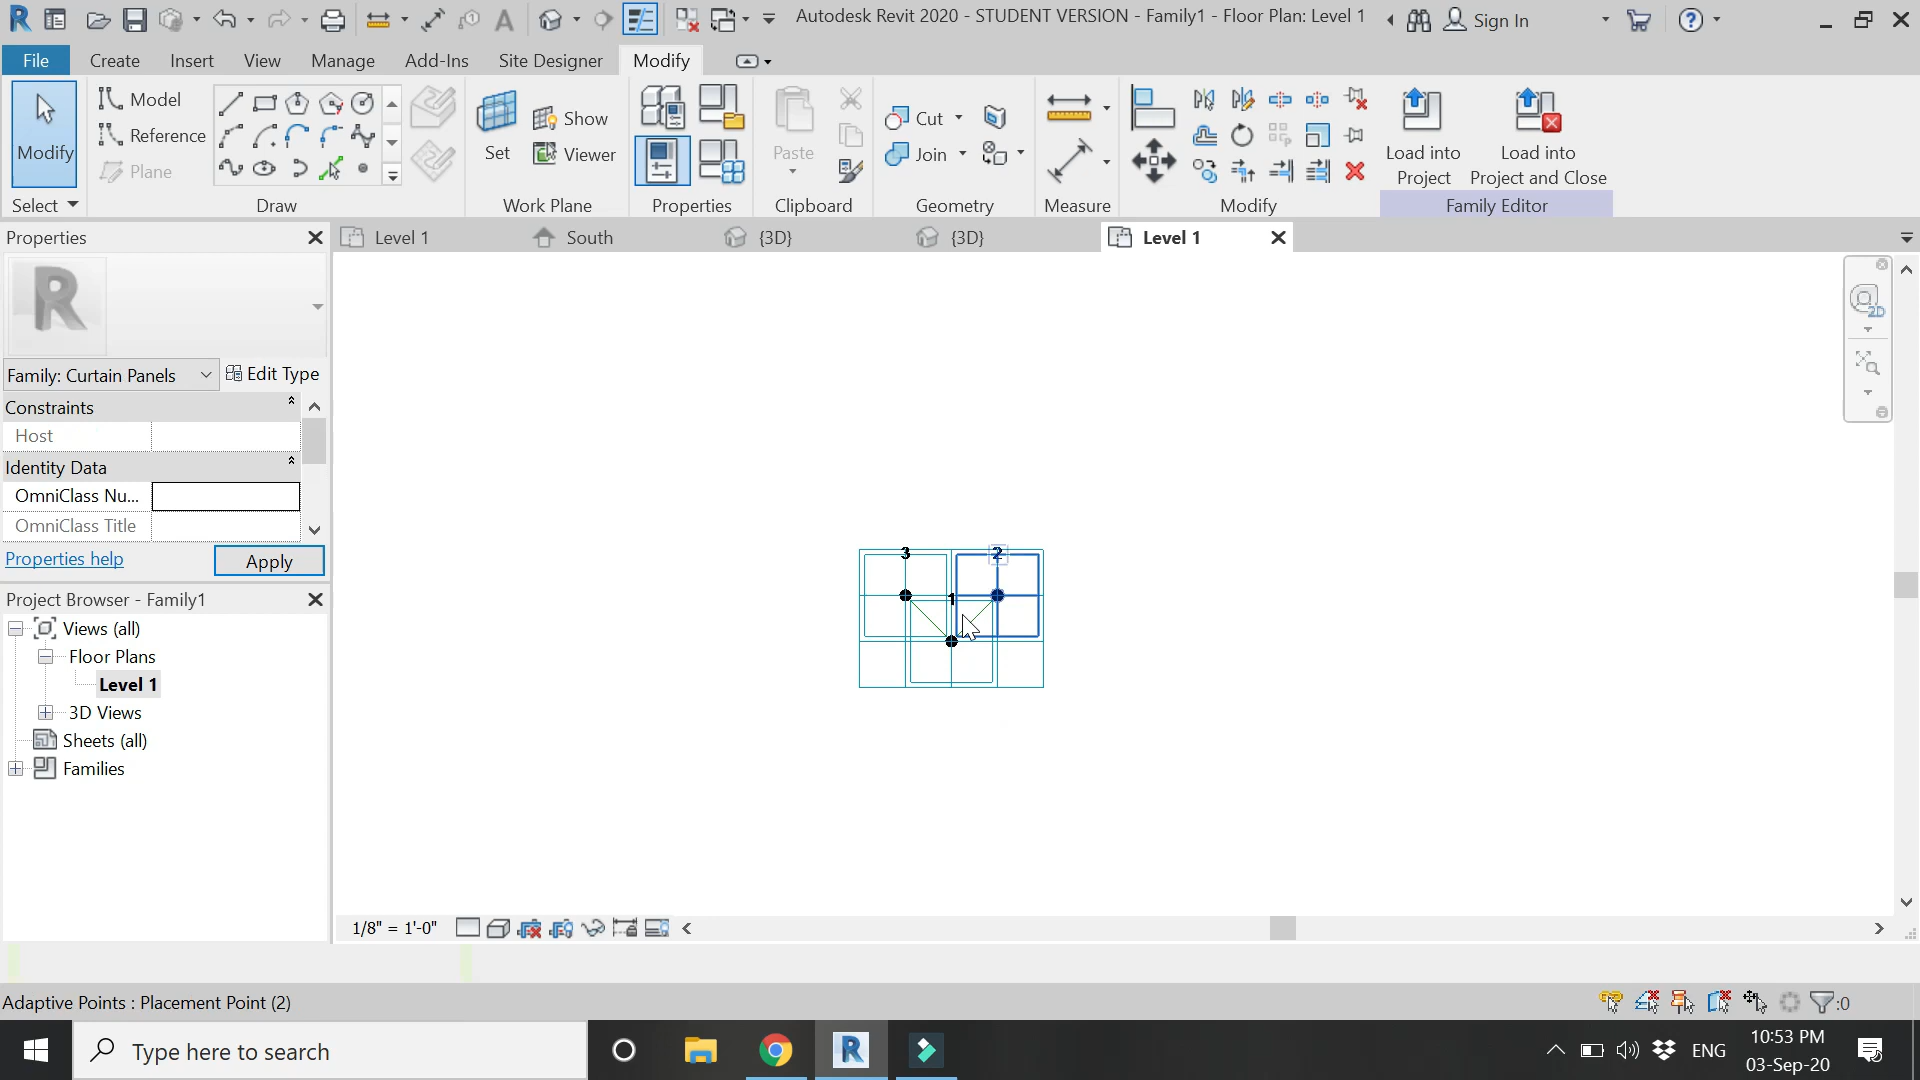 Autodesk Revit 2020 - STUDENT VERSION - Family1 - Floor Plan: Level 1
Sign In
File
Create
Insert
View
Manage
Add-Ins
Site Designer
Modify
Modify
Select
Model
Reference
Plane
Draw
Set
Show
Viewer
Work Plane
Properties
Paste
Clipboard
Cut
Join
Geometry
Measure
Modify
Load into
Project
Load into
Project and Close
Family Editor
Properties
Level 1
South
{3D}
{3D}
Level 1
R
Family: Curtain Panels
Edit Type
Constraints
Host
Identity Data
OmniClass Nu...
OmniClass Title
Properties help
Apply
Project Browser - Family1
Views (all)
Floor Plans
Level 1
3D Views
Sheets (all)
Families
3
2
1
2D
1/8" = 1'-0"
Adaptive Points : Placement Point (2)
:0
Type here to search
ENG
10:53 PM
03-Sep-20